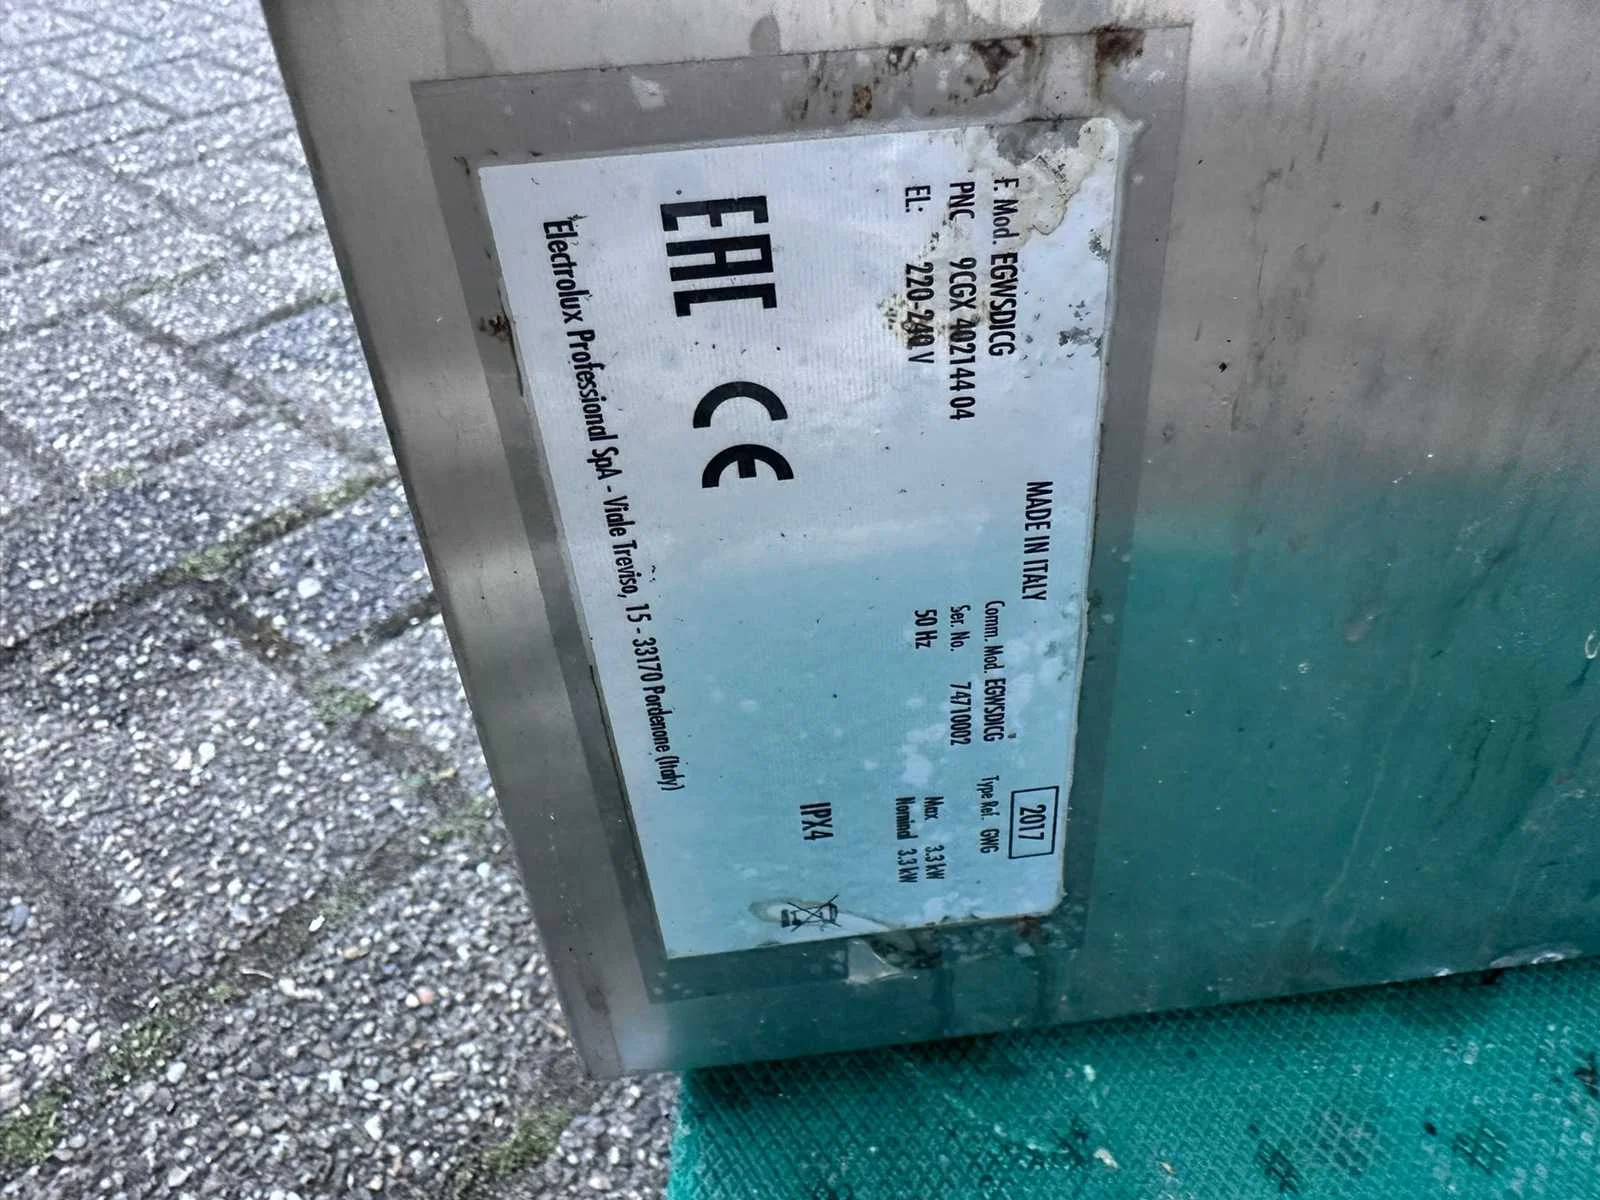 MADE IN ITALY 2017
F. Mod. EGWSDICG Comm. Mod. EGWSDICG Type Ref. GWG
PNC 9CGX 402144 04 Ser. No. 74710002 Max 3.3 kW
EL: 220-240 V 50 Hz Nominal 3.3 kW
IPX4
EAC CE
Electrolux Professional SpA - Viale Treviso, 15 - 33170 Pordenone (Italy)